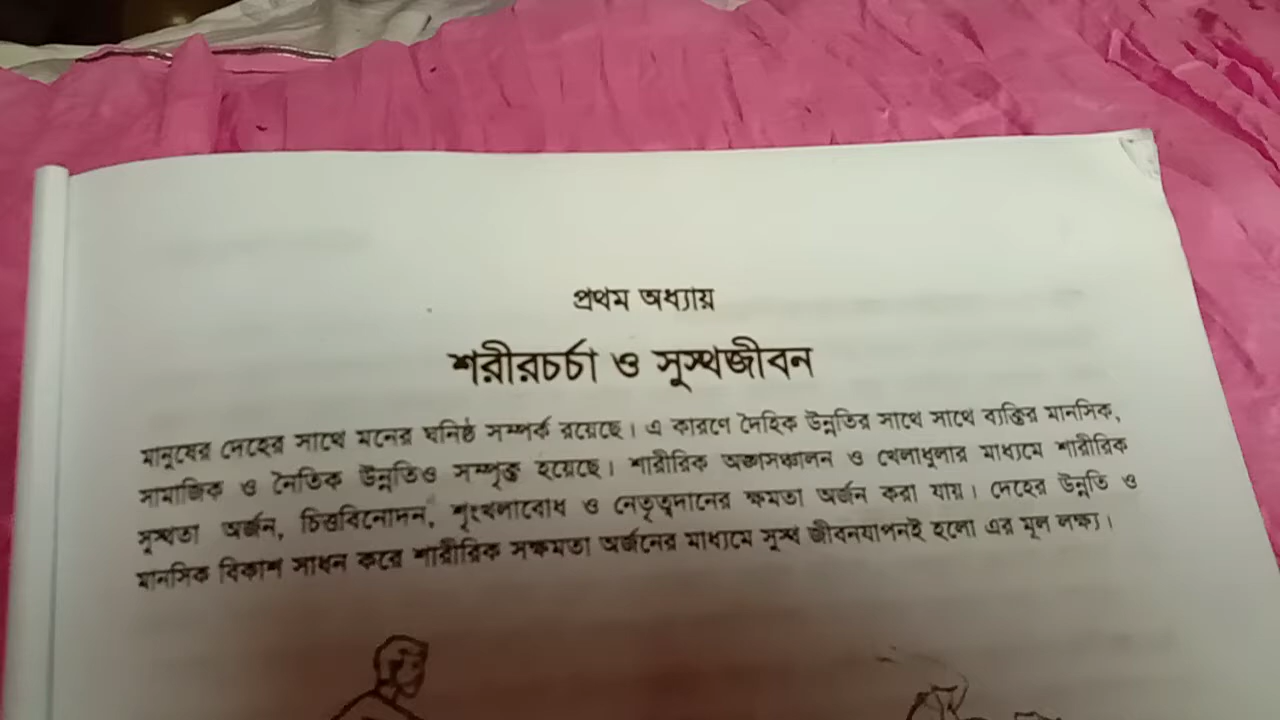 প্রথম অধ্যায়
শরীরচর্চা ও সুস্থজীবন
মানুষের দেহের সাথে মনের ঘনিষ্ঠ সম্পর্ক রয়েছে। এ কারণে দৈহিক উন্নতির সাথে সাথে ব্যক্তির মানসিক,
সামাজিক ও নৈতিক উন্নতিও সম্পৃক্ত হয়েছে। শারীরিক অঙ্গসঞ্চালন ও খেলাধুলার মাধ্যমে শারীরিক
সুস্থতা অর্জন, চিত্তবিনোদন, শৃংখলাবোধ ও নেতৃত্বদানের ক্ষমতা অর্জন করা যায়। দেহের উন্নতি ও
মানসিক বিকাশ সাধন করে শারীরিক সক্ষমতা অর্জনের মাধ্যমে সুস্থ জীবনযাপনই হলো এর মূল লক্ষ্য।